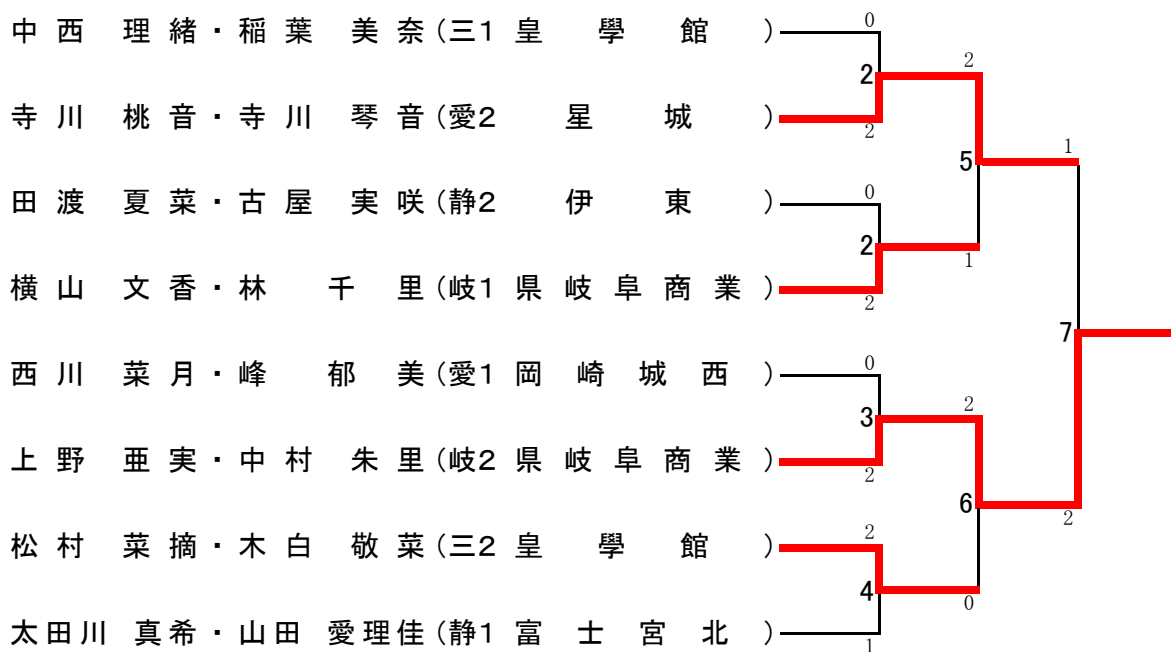 中西 理緒・稲葉 美奈(三1 皇學館) 0
2 2
寺川 桃音・寺川 琴音(愛2 星城) 2
5 1
田渡 夏菜・古屋 実咲(静2 伊東) 0
2 1
横山 文香・林 千里(岐1 県岐阜商業) 2
7
西川 菜月・峰 郁美(愛1 岡崎城西) 0
3 2
上野 亜実・中村 朱里(岐2 県岐阜商業) 2
6 2
松村 菜摘・木白 敬菜(三2 皇學館) 2
4 0
太田川 真希・山田 愛理佳(静1 富士宮北) 1